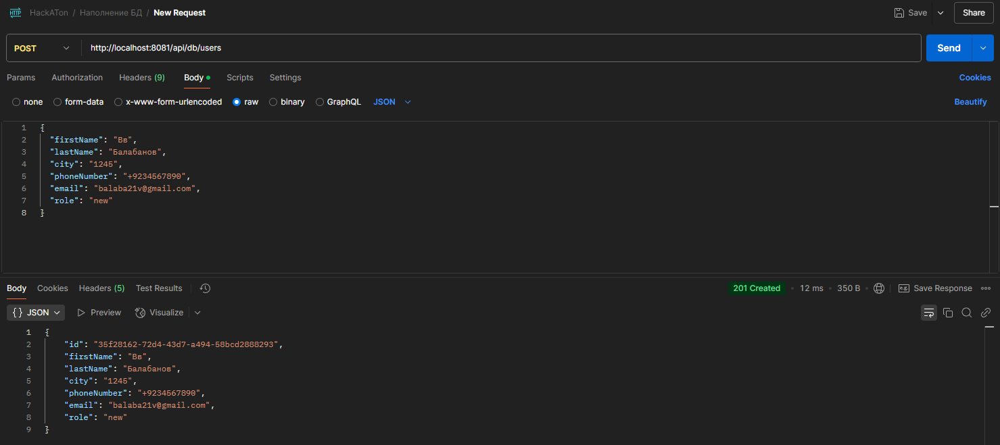 HTTP HackATon / Наполнение БД / New Request Save Share
POST http://localhost:8081/api/db/users Send
Params Authorization Headers (9) Body Scripts Settings Cookies
none form-data x-www-form-urlencoded raw binary GraphQL JSON Beautify
1 {
2 "firstName": "Вв",
3 "lastName": "Балабанов",
4 "city": "1245",
5 "phoneNumber": "+9234567890",
6 "email": "balaba21v@gmail.com",
7 "role": "new"
8 }
Body Cookies Headers (5) Test Results 201 Created • 12 ms • 350 B • e.g. Save Response
{} JSON Preview Visualize
1 {
2 "id": "35f28162-72d4-43d7-a494-58bcd2888293",
3 "firstName": "Вв",
4 "lastName": "Балабанов",
5 "city": "1245",
6 "phoneNumber": "+9234567890",
7 "email": "balaba21v@gmail.com",
8 "role": "new"
9 }